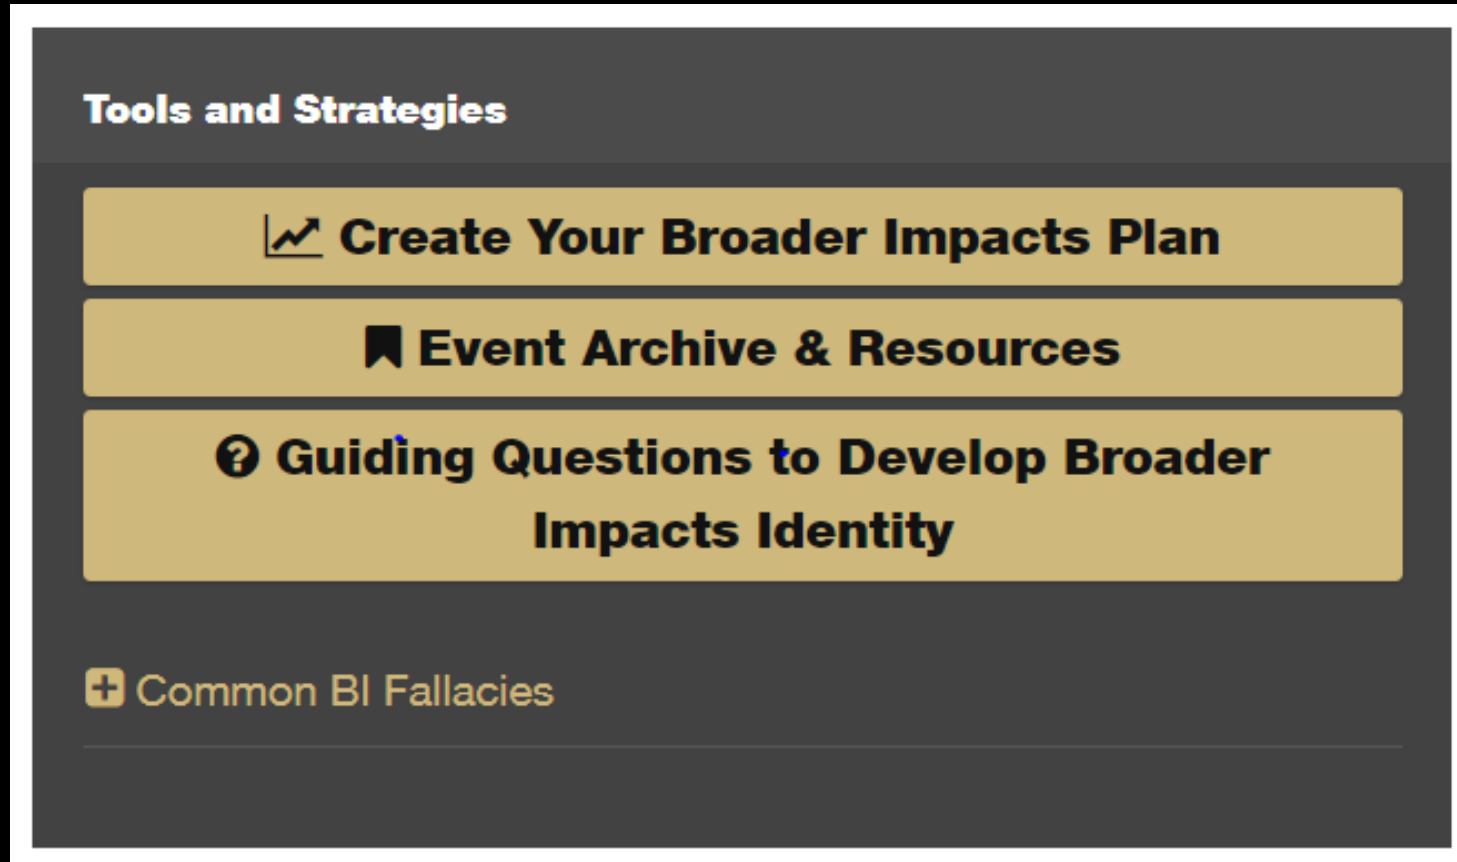 Tools and Strategies
Create Your Broader Impacts Plan
Event Archive & Resources
Guiding Questions to Develop Broader
Impacts Identity
Common BI Fallacies